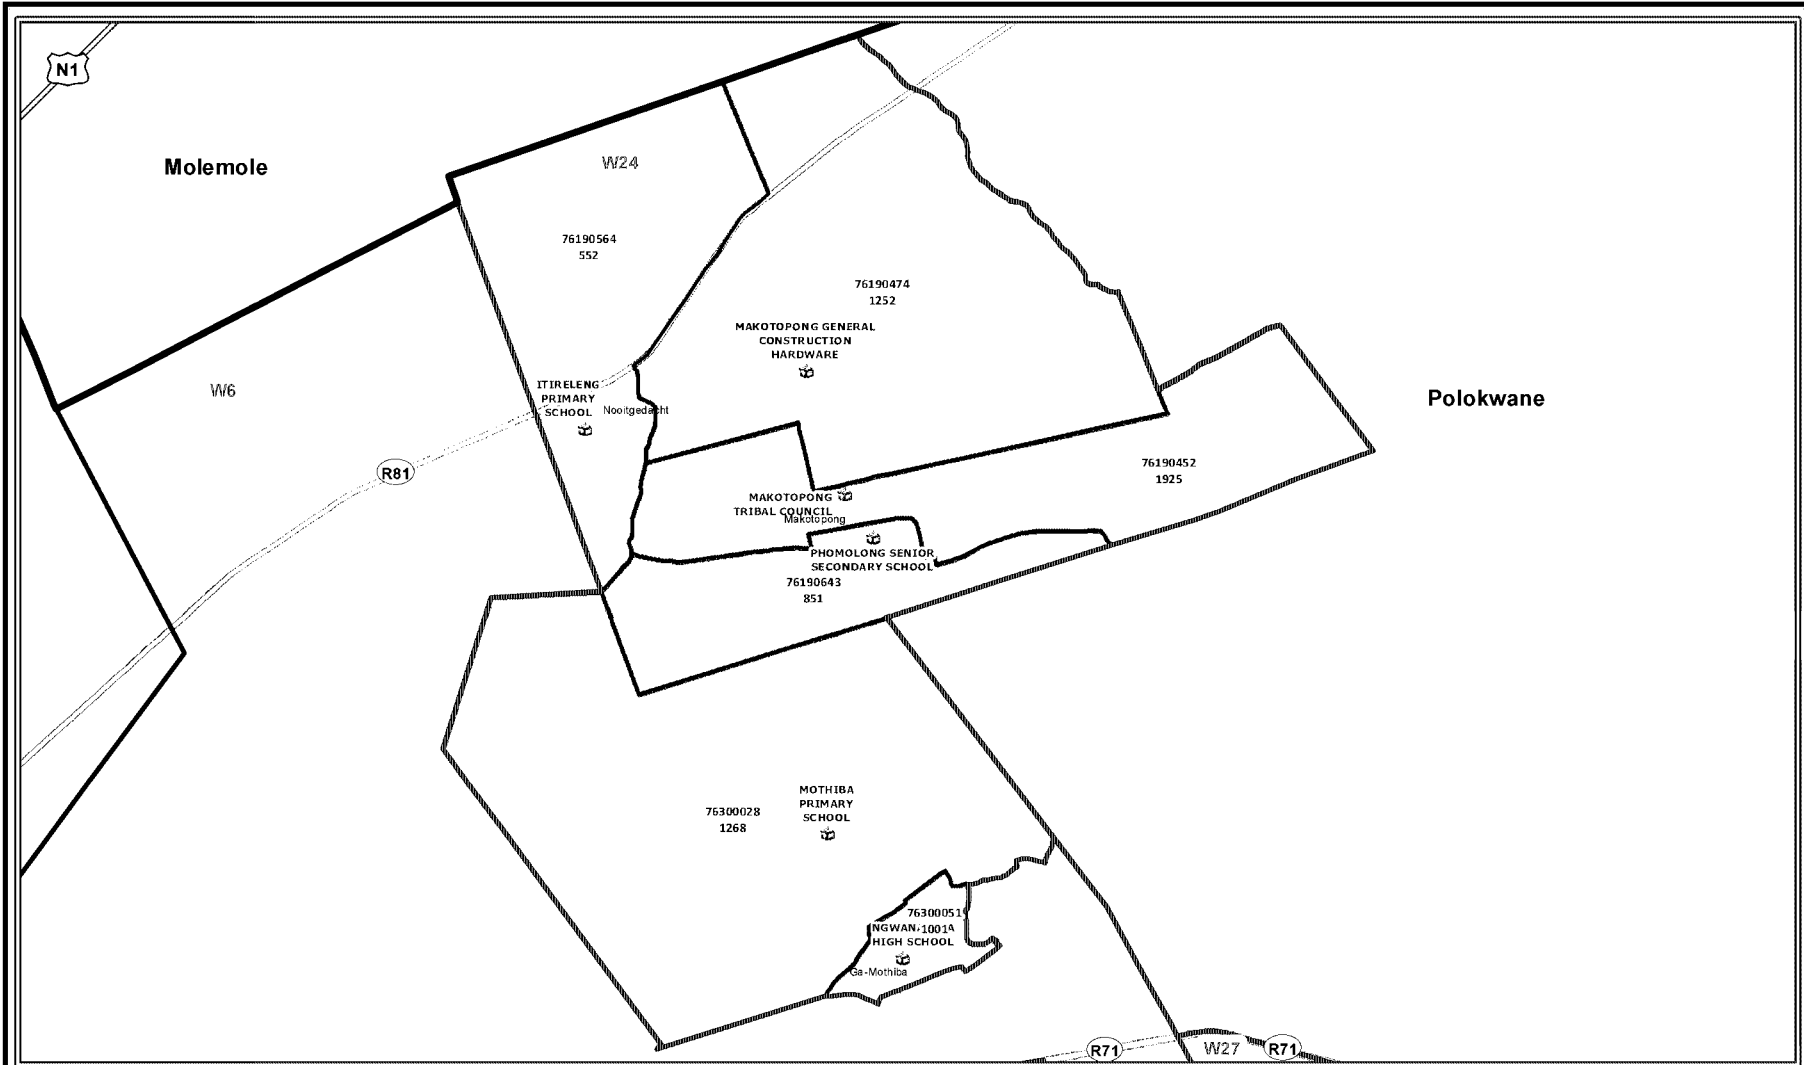 N1
Molemole
W24
76190564
552
76190474
1252
MAKOTOPONG GENERAL
CONSTRUCTION
HARDWARE
W6
ITIRELENG
PRIMARY
SCHOOL
Nooitgedacht
Polokwane
R81
76190452
1925
MAKOTOPONG
TRIBAL COUNCIL
Makotopong
PHOMOLONG SENIOR
SECONDARY SCHOOL
76190643
851
MOTHIBA
PRIMARY
SCHOOL
76300028
1268
76300051
1001
HIGH SCHOOL
Ga-Mothiba
R71
W27
R71